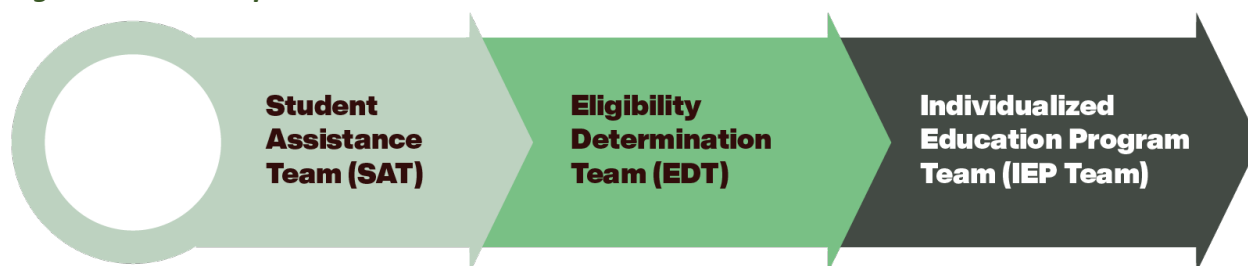 Student
Assistance
Team (SAT)
Eligibility
Determination
Team (EDT)
Individualized
Education Program
Team (IEP Team)